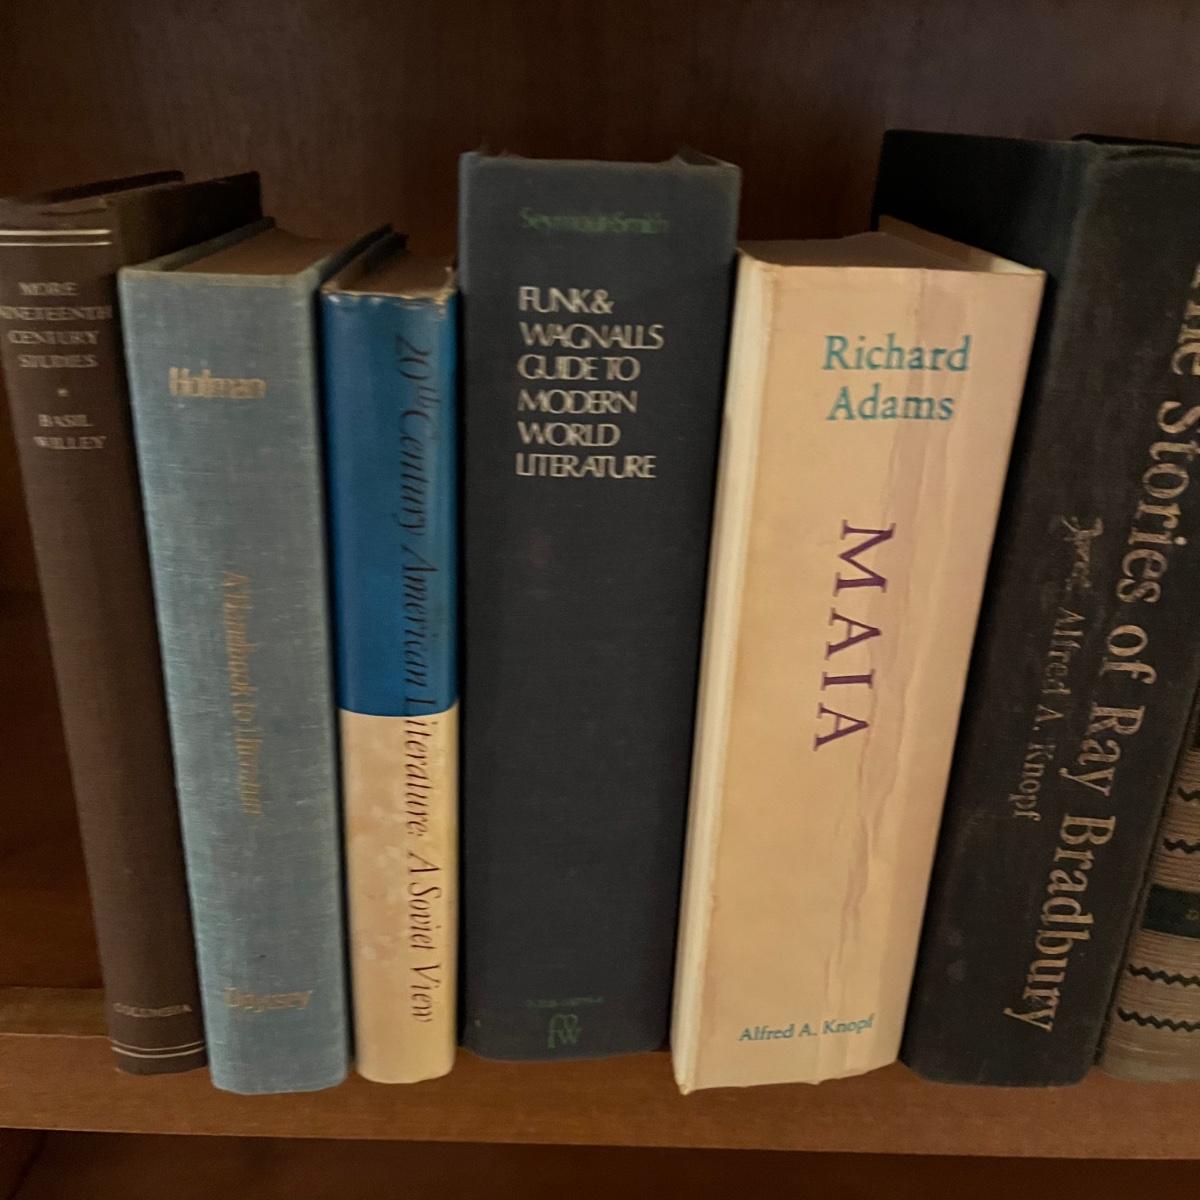 MORE
NINETEENTH
CENTURY
STUDIES
BASIL
WILLEY
COLUMBIA
Holman
A Handbook to Literature
Odyssey
20th Century American Literature: A Soviet View
Seymour-Smith
FUNK &
WAGNALLS
GUIDE TO
MODERN
WORLD
LITERATURE
f&w
Richard
Adams
MAIA
Alfred A. Knopf
The Stories of Ray Bradbury
Alfred A. Knopf